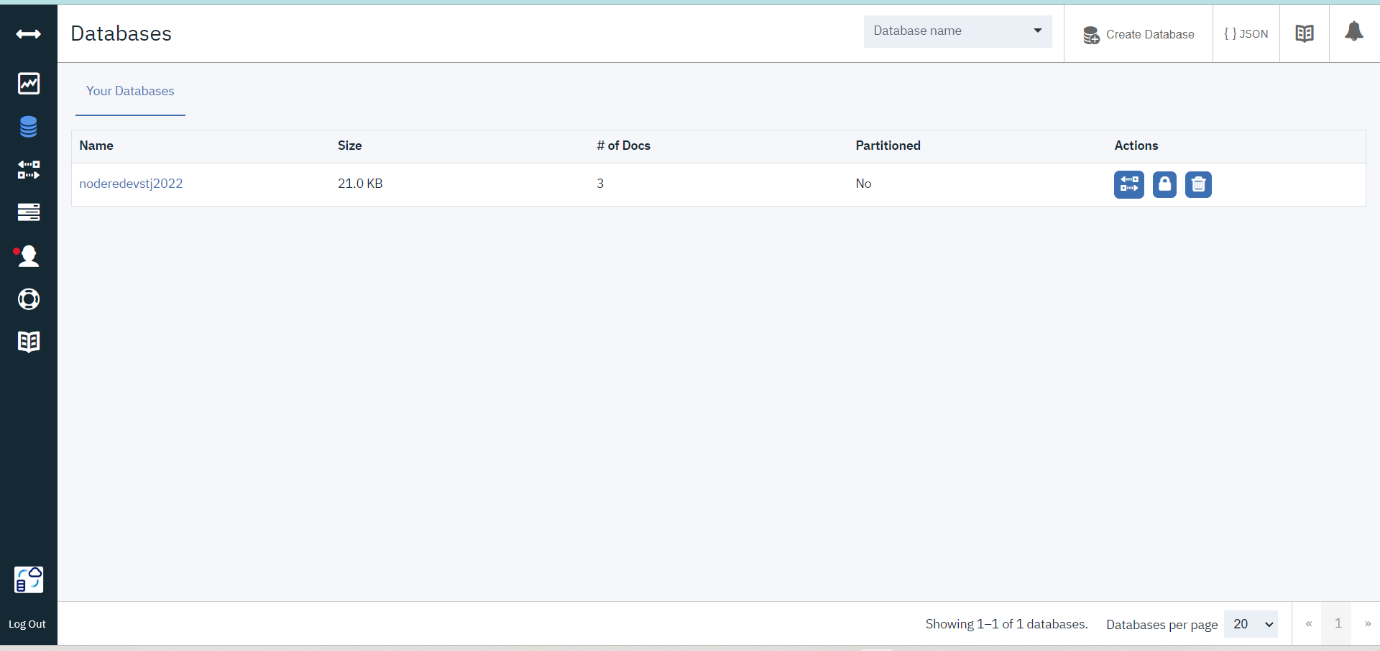 Databases
Database name
Create Database
{ } JSON
Your Databases
Name Size # of Docs Partitioned Actions
noderedevstj2022 21.0 KB 3 No
Log Out
Showing 1–1 of 1 databases. Databases per page 20 « 1 »